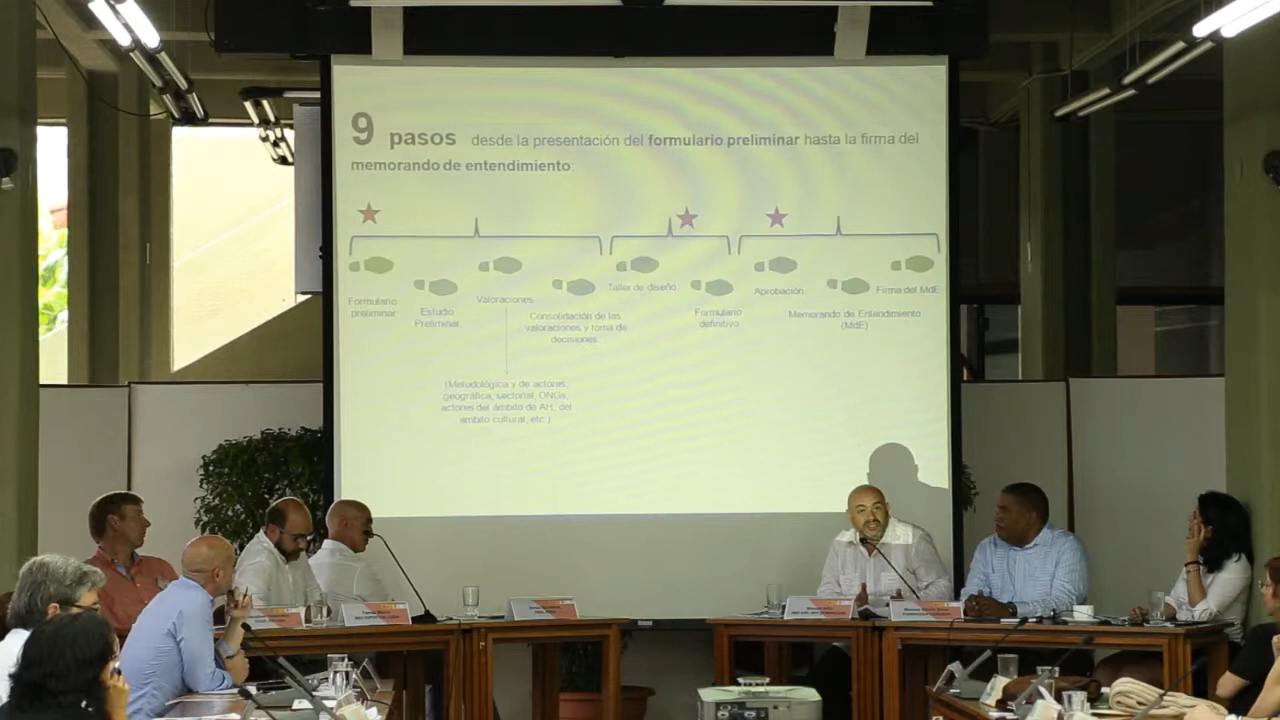 9 pasos desde la presentación del formulario preliminar hasta la firma del
memorando de entendimiento:
Formulario
preliminar
Estudio
Preliminar
Valoraciones
Consolidación de las
valoraciones y toma de
decisiones
Taller de diseño
Formulario
definitivo
Aprobación
Memorando de Entendimiento
(MdE)
Firma del MdE
(Metodológica y de actores,
geográfica, sectorial, ONGs,
actores del ámbito de AH, del
ámbito cultural, etc.)